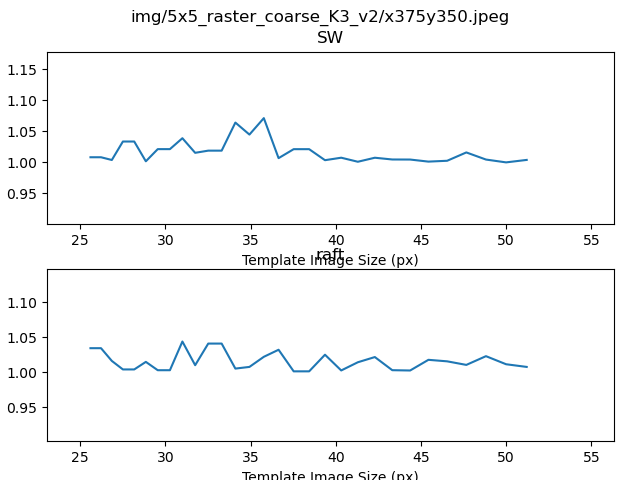 img/5x5_raster_coarse_K3_v2/x375y350.jpeg
SW
1.15
1.10
1.05
1.00
0.95
25 30 35 40 45 50 55
Template Image Size (px)
raft
1.10
1.05
1.00
0.95
25 30 35 40 45 50 55
Template Image Size (px)